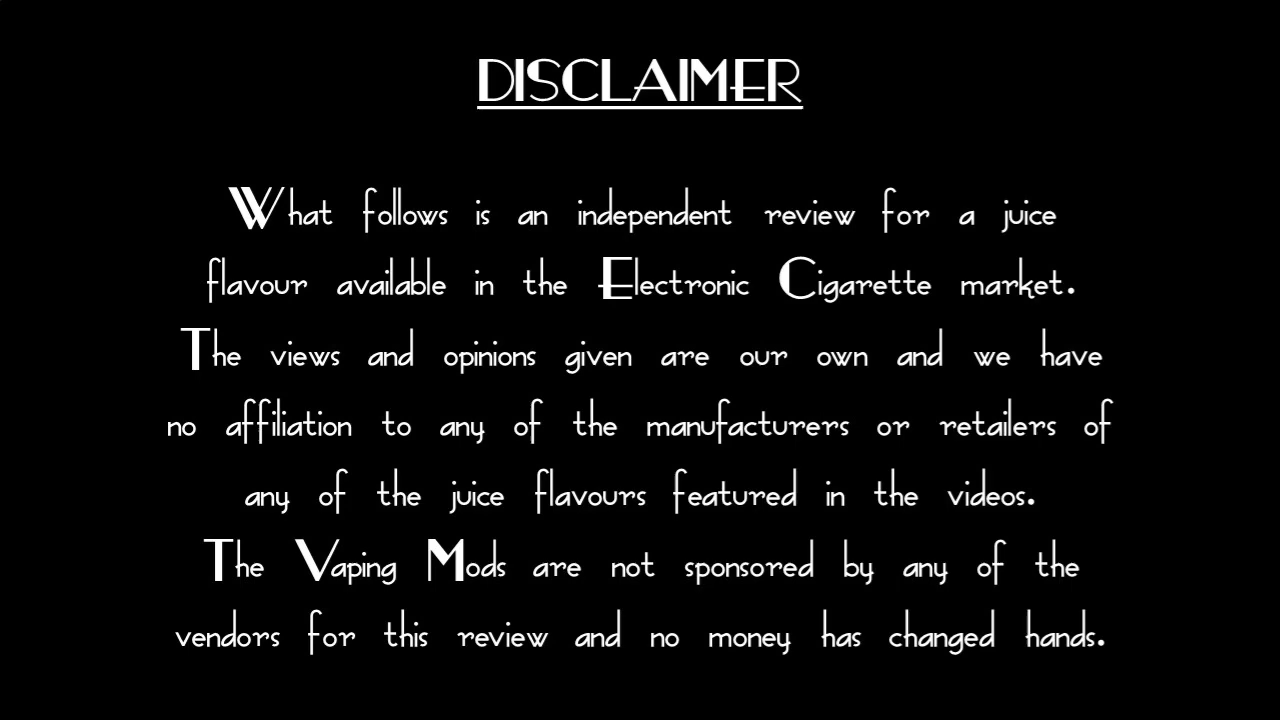 DISCLAIMER
What follows is an independent review for a juice
flavour available in the Electronic Cigarette market.
The views and opinions given are our own and we have
no affiliation to any of the manufacturers or retailers of
any of the juice flavours featured in the videos.
The Vaping Mods are not sponsored by any of the
vendors for this review and no money has changed hands.